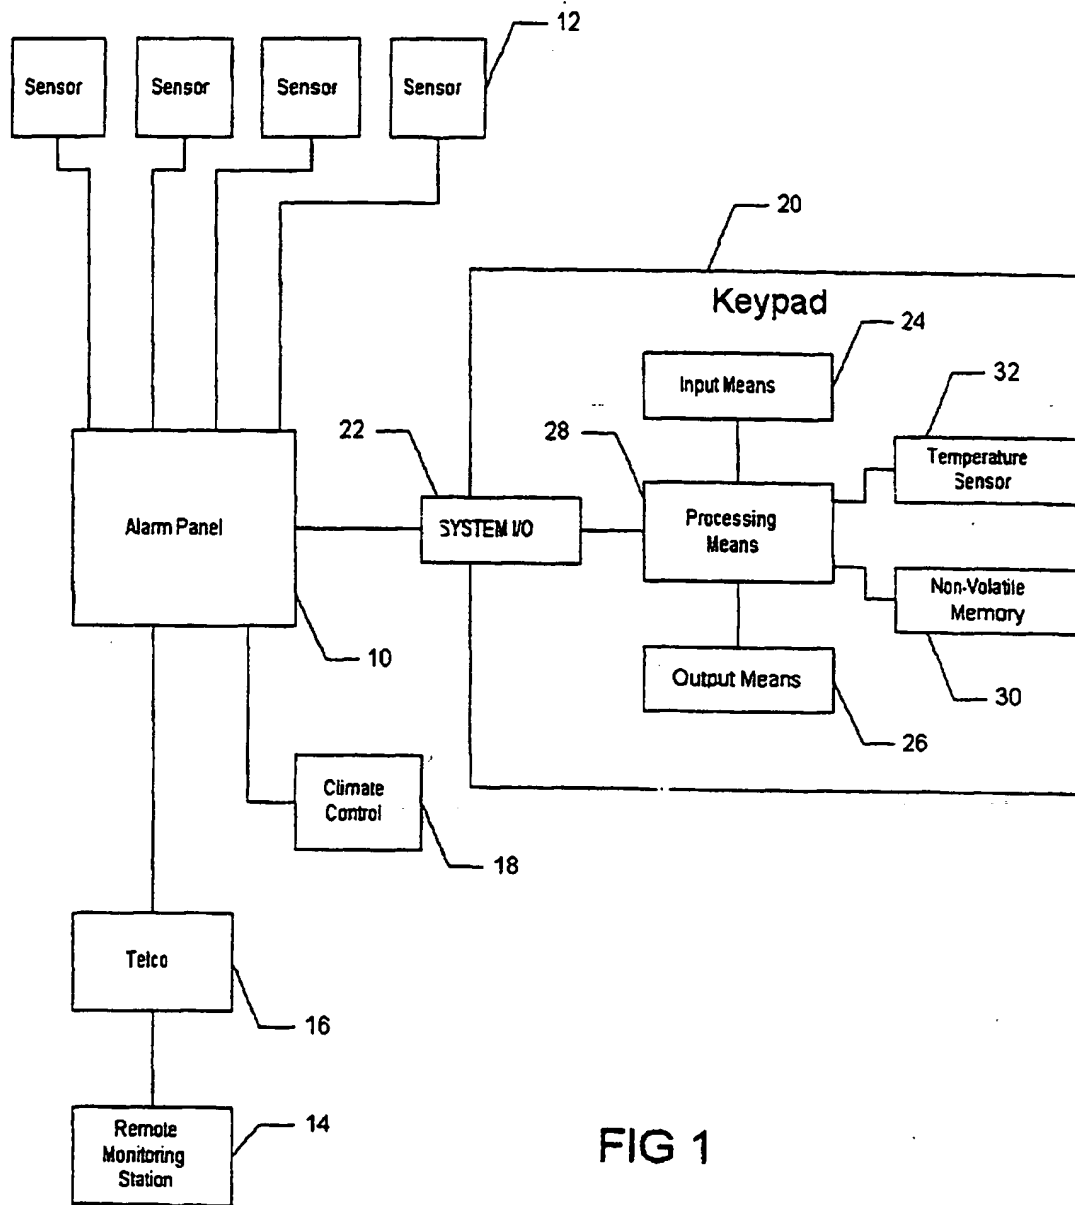 12
Sensor
Sensor
Sensor
Sensor
20
Keypad
24
Input Means
32
Temperature
Sensor
22
28
SYSTEM I/O
Processing
Means
Alarm Panel
Non-Volatile
Memory
10
30
Output Means
26
Climate
Control
18
Telco
16
Remote
Monitoring
Station
14
FIG 1